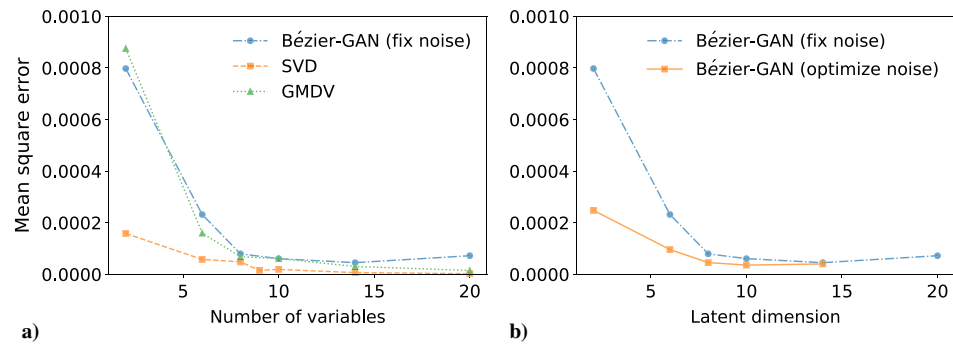 Mean square error
0.0010
0.0008
0.0006
0.0004
0.0002
0.0000
5
10
15
20
Number of variables
Bézier-GAN (fix noise)
SVD
GMDV
a)
0.0010
0.0008
0.0006
0.0004
0.0002
0.0000
5
10
15
20
Latent dimension
Bézier-GAN (fix noise)
Bézier-GAN (optimize noise)
b)